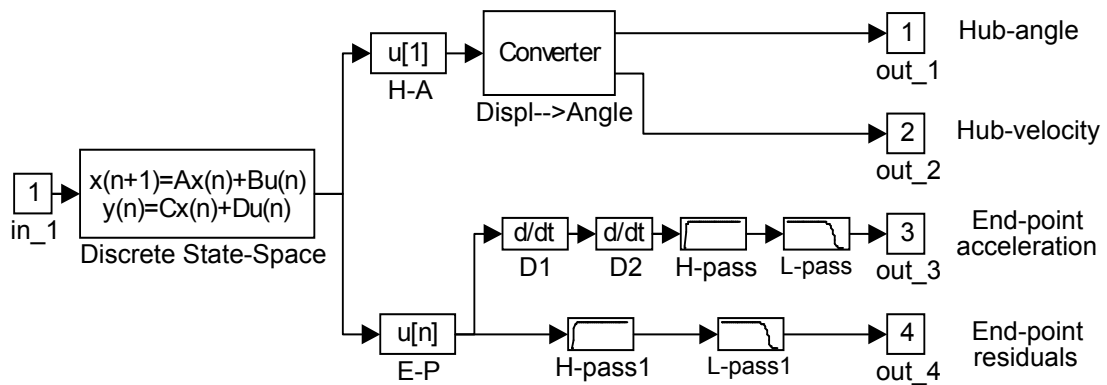 1
in_1
x(n+1)=Ax(n)+Bu(n)
y(n)=Cx(n)+Du(n)
Discrete State-Space
u[1]
H-A
Converter
Displ-->Angle
1
out_1
Hub-angle
2
out_2
Hub-velocity
d/dt
D1
d/dt
D2
H-pass
L-pass
3
out_3
End-point
acceleration
u[n]
E-P
H-pass1
L-pass1
4
out_4
End-point
residuals